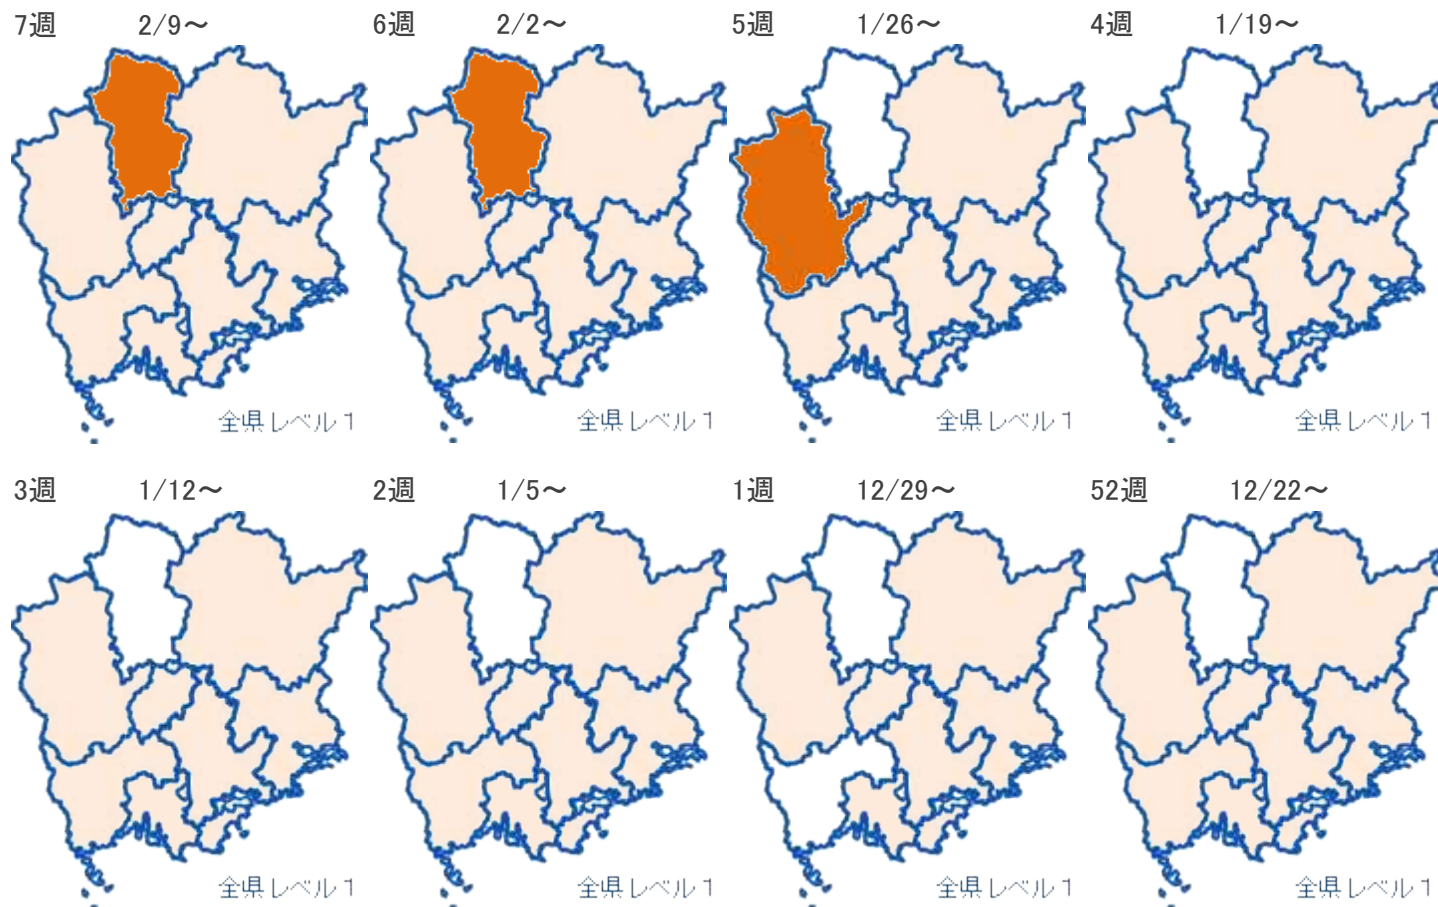 7週 2/9～
6週 2/2～
5週 1/26～
4週 1/19～
全県レベル1
全県レベル1
全県レベル1
全県レベル1
3週 1/12～
2週 1/5～
1週 12/29～
52週 12/22～
全県レベル1
全県レベル1
全県レベル1
全県レベル1